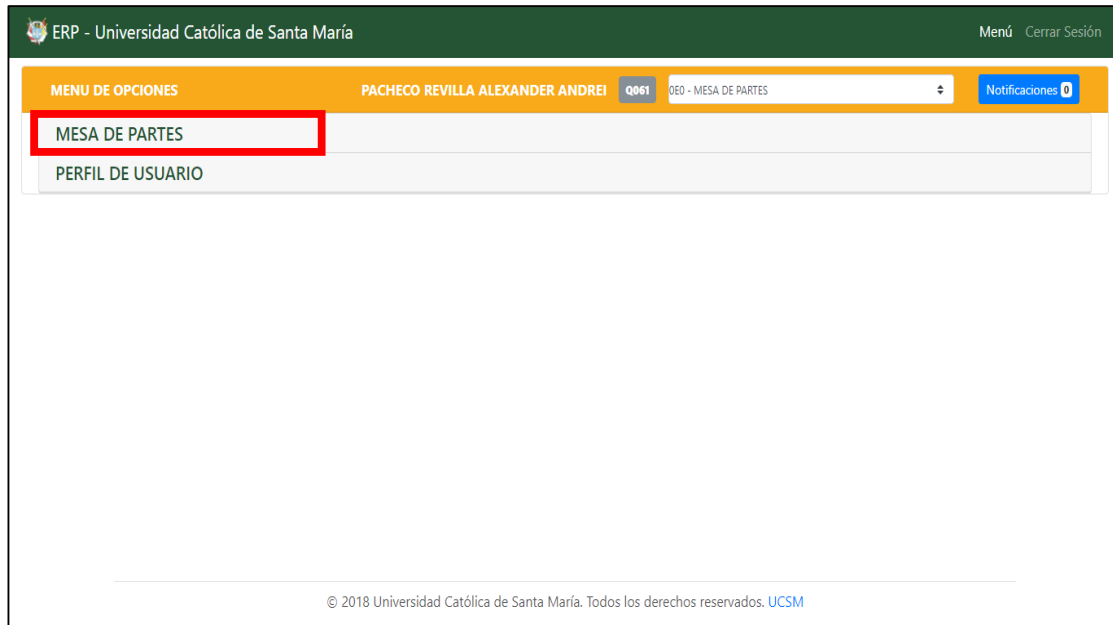 ERP - Universidad Católica de Santa María Menú Cerrar Sesión
MENU DE OPCIONES PACHECO REVILLA ALEXANDER ANDREI Q061 0E0 - MESA DE PARTES Notificaciones 0
MESA DE PARTES
PERFIL DE USUARIO
© 2018 Universidad Católica de Santa María. Todos los derechos reservados. UCSM